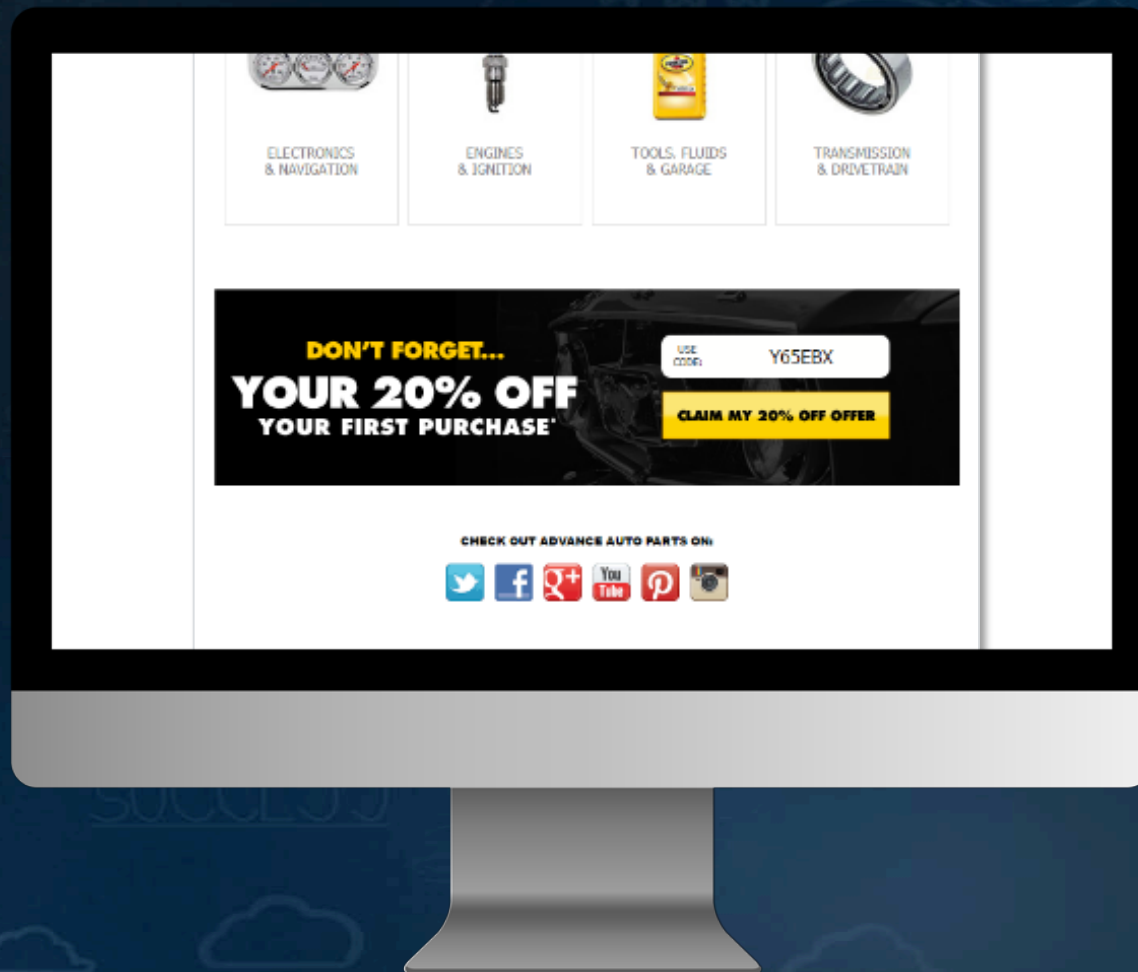 ELECTRONICS
& NAVIGATION
ENGINES
& IGNITION
TOOLS, FLUIDS
& GARAGE
TRANSMISSION
& DRIVETRAIN
DON'T FORGET...
YOUR 20% OFF
YOUR FIRST PURCHASE*
USE
CODE:
Y65EBX
CLAIM MY 20% OFF OFFER
CHECK OUT ADVANCE AUTO PARTS ON:
You
Tube
SUCCESS